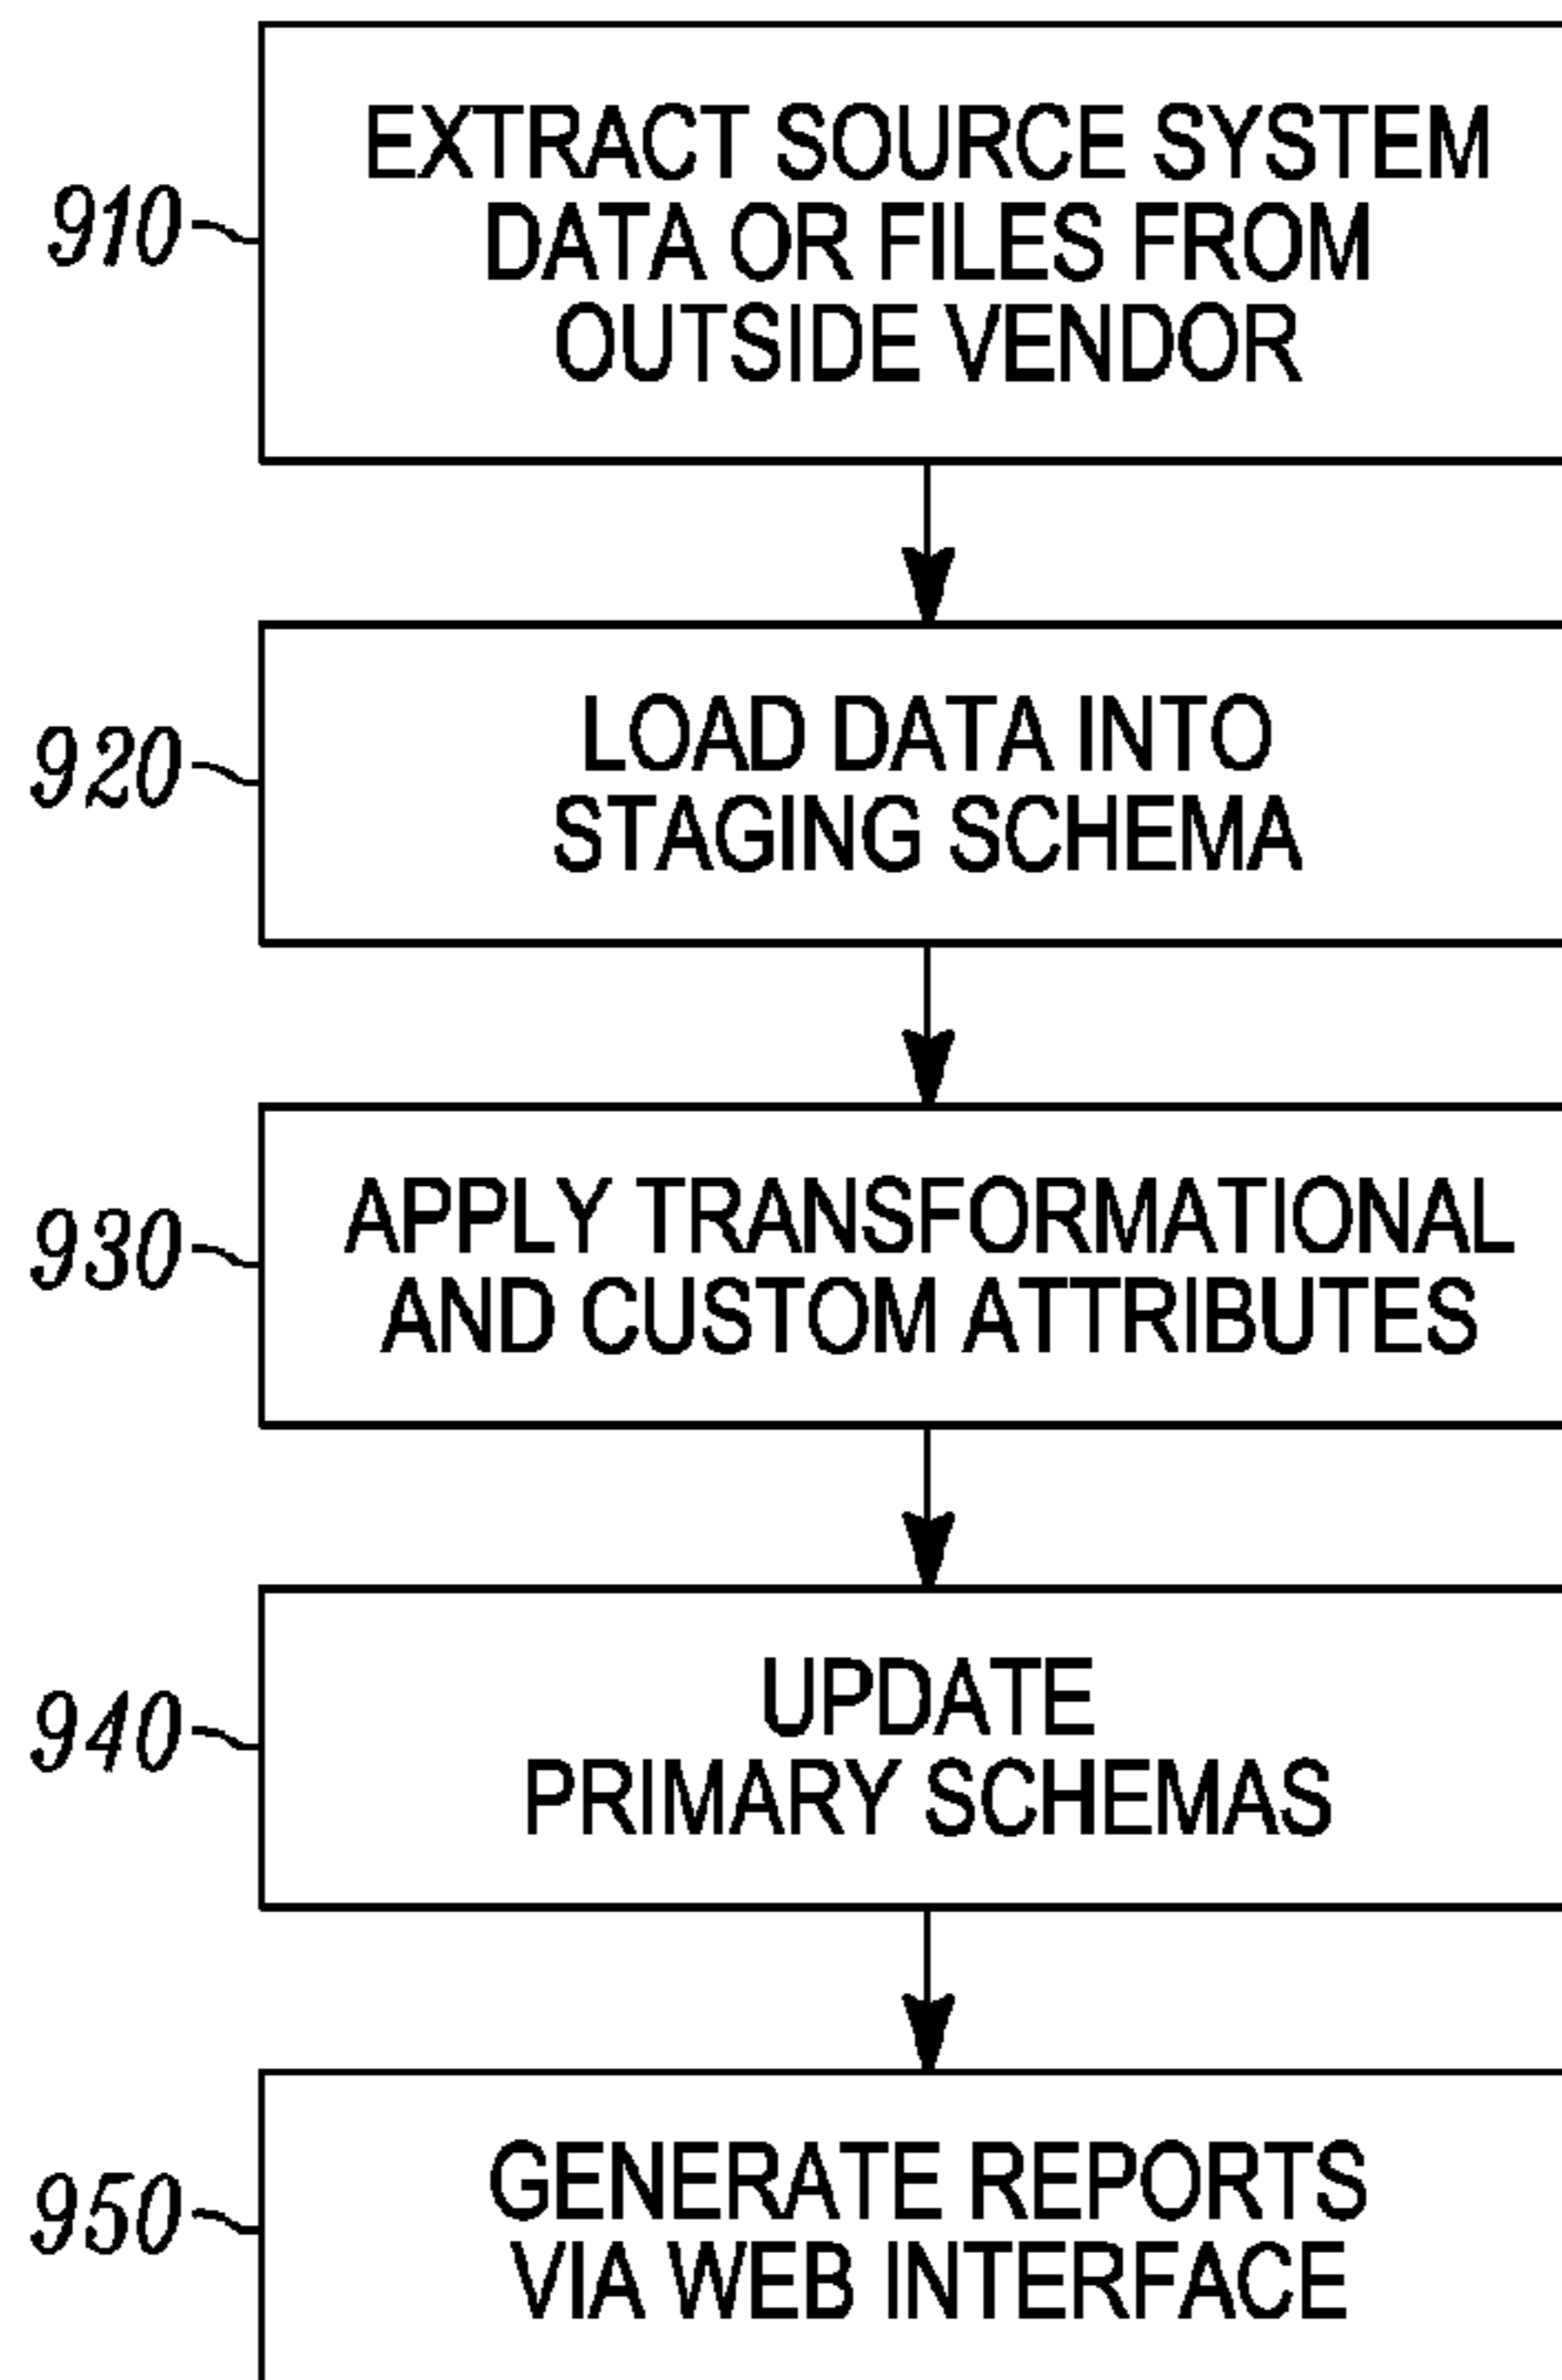 910
EXTRACT SOURCE SYSTEM
DATA OR FILES FROM
OUTSIDE VENDOR
920
LOAD DATA INTO
STAGING SCHEMA
930
APPLY TRANSFORMATIONAL
AND CUSTOM ATTRIBUTES
940
UPDATE
PRIMARY SCHEMAS
950
GENERATE REPORTS
VIA WEB INTERFACE